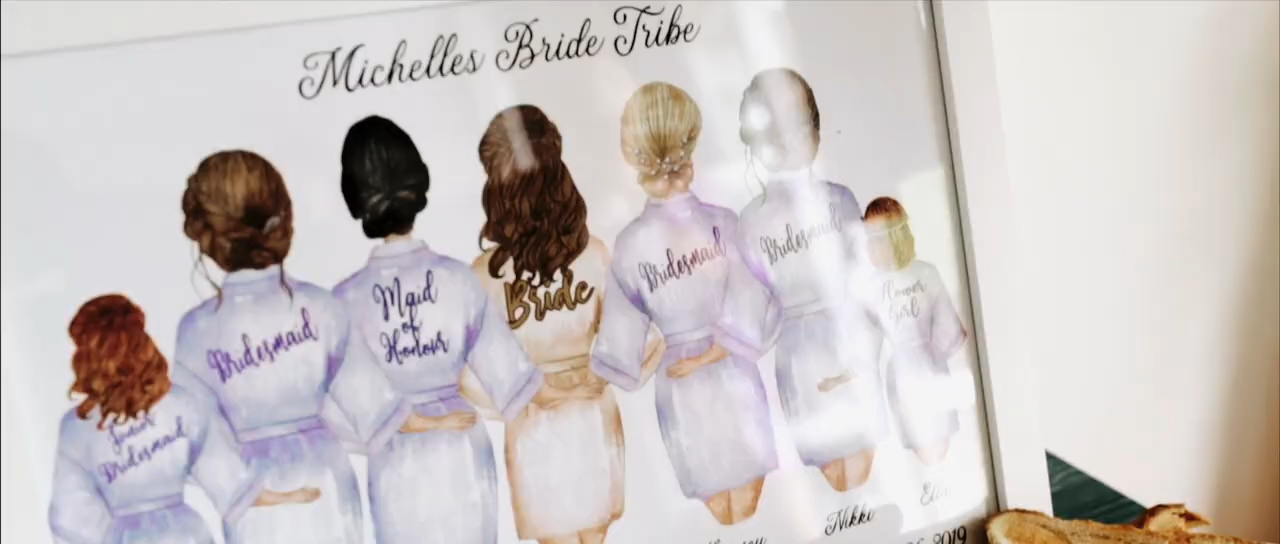 Michelles Bride Tribe
Junior
Bridesmaid
Bridesmaid
Maid
of
Honour
Bride
Bridesmaid
Bridesmaid
Flower
Girl
Nikki
2019